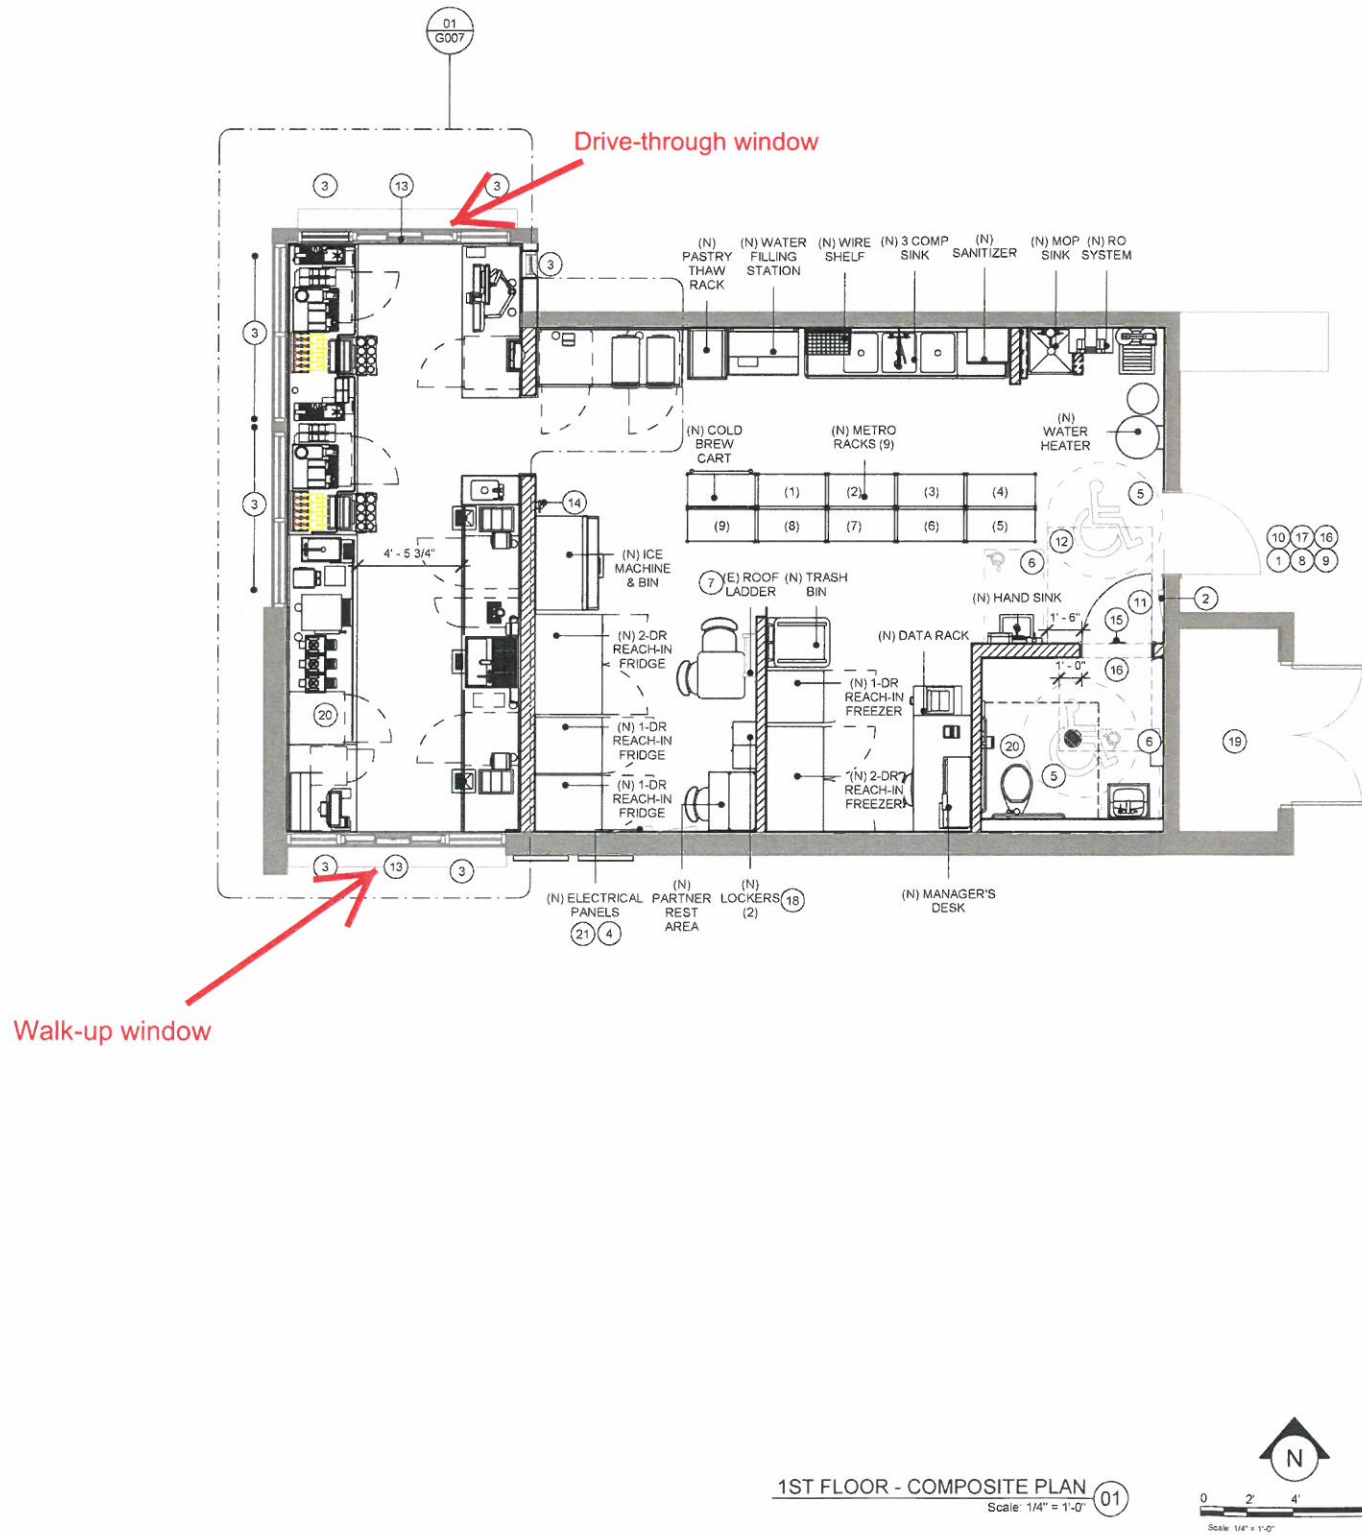 01
G007
Drive-through window
3
13
3
3
(N)
PASTRY
THAW
RACK
(N) WATER
FILLING
STATION
(N) WIRE
SHELF
(N) 3 COMP
SINK
(N)
SANITIZER
(N) MOP
SINK
(N) RO
SYSTEM
3
3
(N)
WATER
HEATER
(N) COLD
BREW
CART
(N) METRO
RACKS (9)
(1)
(2)
(3)
(4)
(9)
(8)
(7)
(6)
(5)
5
14
12
10 17 16
1 8 9
4' - 5 3/4"
(N) ICE
MACHINE
& BIN
6
7
(E) ROOF
LADDER
(N) TRASH
BIN
(N) HAND SINK
1' - 6"
11
2
15
(N) 2-DR
REACH-IN
FRIDGE
(N) DATA RACK
1' - 0"
16
(N) 1-DR
REACH-IN
FREEZER
20
(N) 1-DR
REACH-IN
FRIDGE
20
6
19
5
(N) 1-DR
REACH-IN
FRIDGE
(N) 2-DR
REACH-IN
FREEZER
3
13
3
(N) ELECTRICAL
PANELS
21 4
(N)
PARTNER
REST
AREA
(N)
LOCKERS
(2)
18
(N) MANAGER'S
DESK
Walk-up window
N
1ST FLOOR - COMPOSITE PLAN
01
Scale: 1/4" = 1'-0"
0 2' 4'
Scale: 1/4" = 1'-0"